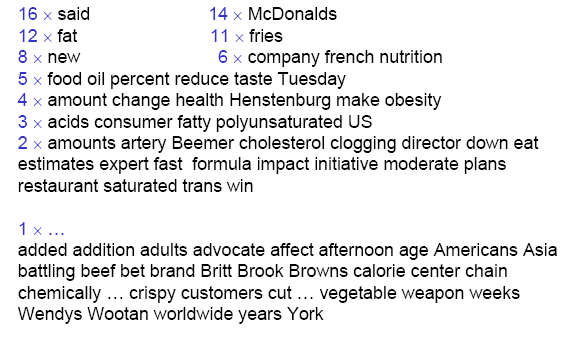 16 × said 14 × McDonalds
12 × fat 11 × fries
8 × new 6 × company french nutrition
5 × food oil percent reduce taste Tuesday
4 × amount change health Henstenburg make obesity
3 × acids consumer fatty polyunsaturated US
2 × amounts artery Beemer cholesterol clogging director down eat
estimates expert fast formula impact initiative moderate plans
restaurant saturated trans win
1 × …
added addition adults advocate affect afternoon age Americans Asia
battling beef bet brand Britt Brook Browns calorie center chain
chemically … crispy customers cut … vegetable weapon weeks
Wendys Wootan worldwide years York